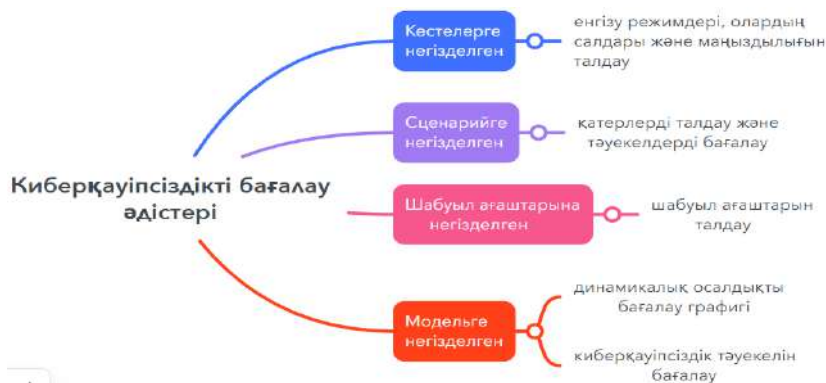 Киберқауіпсіздікті бағалау
әдістері
Кестелерге
негізделген
енгізу режимдері, олардың
салдары және маңыздылығын
талдау
Сценарийге
негізделген
қатерлерді талдау және
тәуекелдерді бағалау
Шабуыл ағаштарына
негізделген
шабуыл ағаштарын
талдау
Модельге
негізделген
динамикалық осалдықты
бағалау графигі
киберқауіпсіздік тәуекелін
бағалау